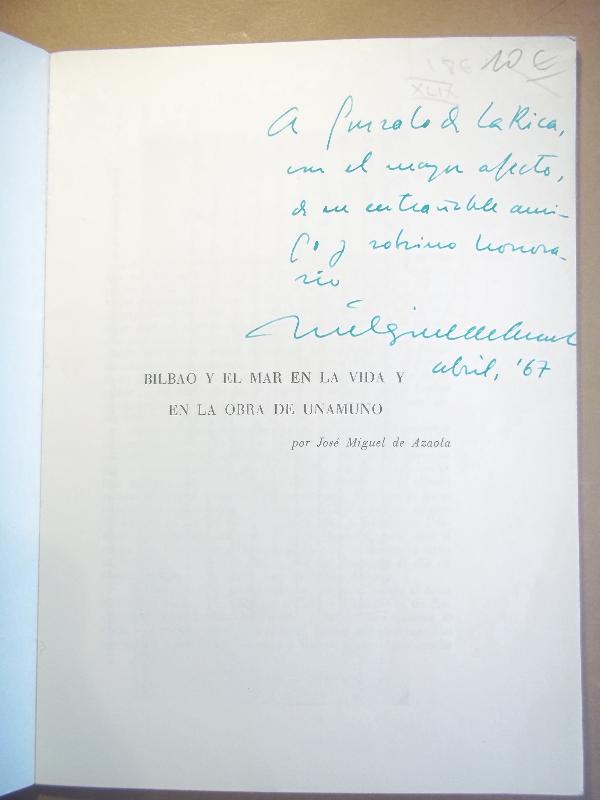 10 €
XLIX
A Gonzalo de la Rica,
con el mayor afecto,
de su entrañable ami-
go y sobrino honora-
rio
abril, '67
BILBAO Y EL MAR EN LA VIDA Y
EN LA OBRA DE UNAMUNO
por José Miguel de Azaola